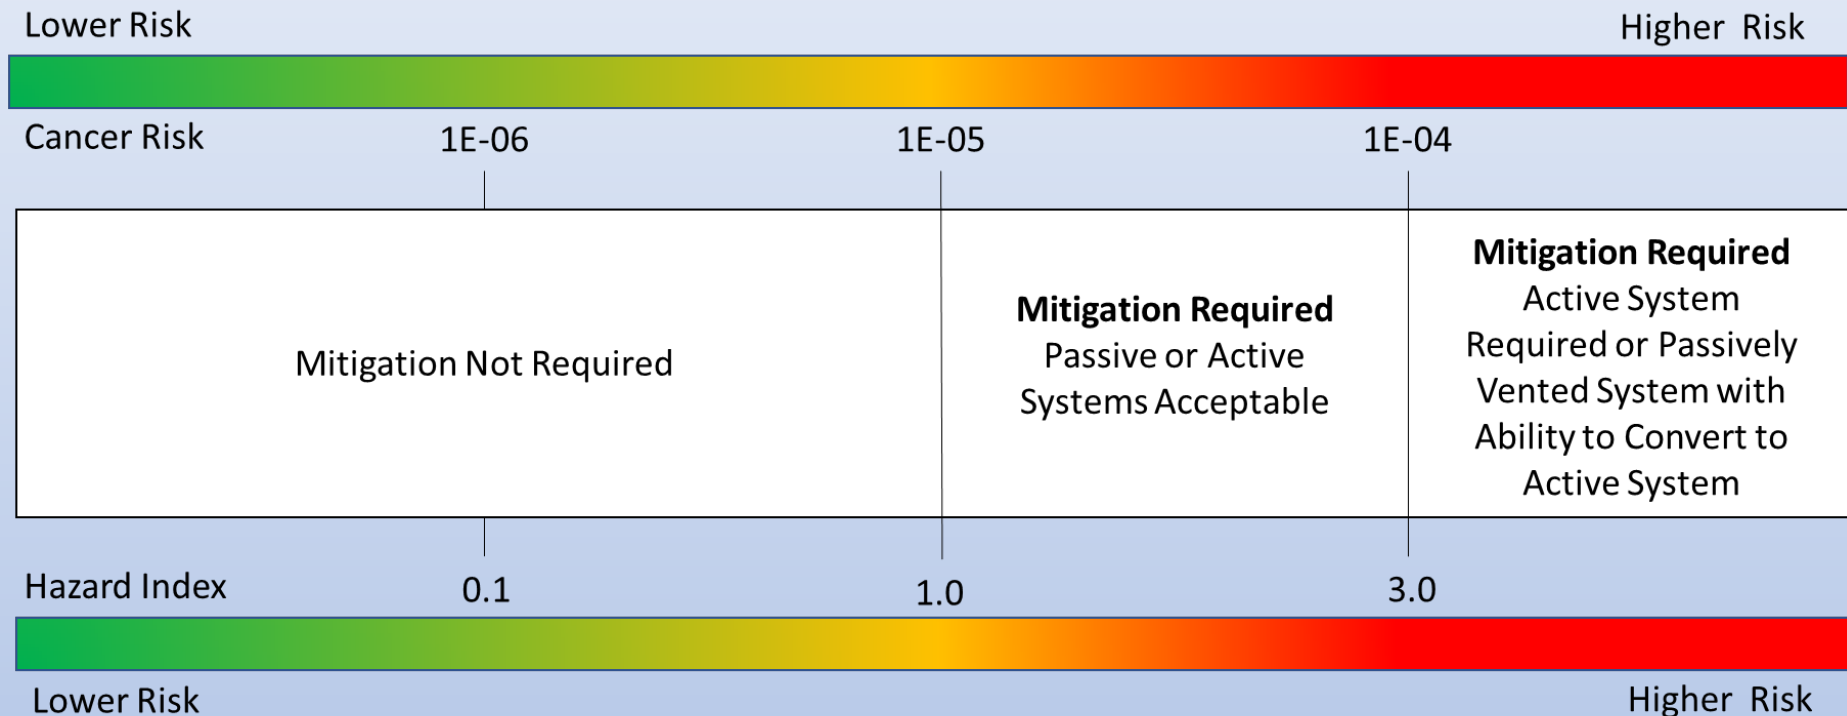 Lower Risk
Higher Risk
Cancer Risk
1E-06
1E-05
1E-04
Mitigation Not Required
Mitigation Required
Passive or Active
Systems Acceptable
Mitigation Required
Active System
Required or Passively
Vented System with
Ability to Convert to
Active System
Hazard Index
0.1
1.0
3.0
Lower Risk
Higher Risk